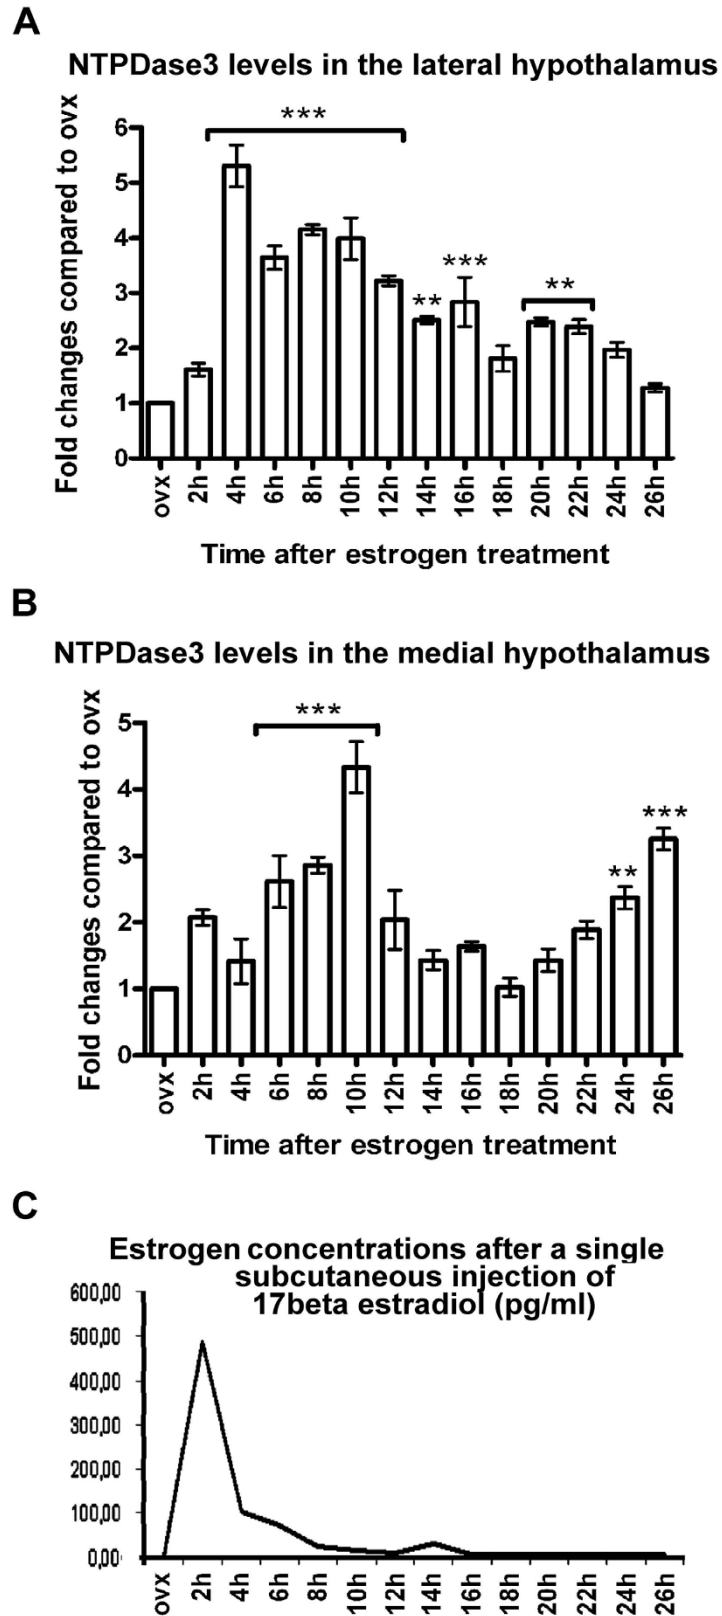 A
NTPDase3 levels in the lateral hypothalamus
Fold changes compared to ovx
6
5
4
3
2
1
0
***
**
***
**
ovx 2h 4h 6h 8h 10h 12h 14h 16h 18h 20h 22h 24h 26h
Time after estrogen treatment
B
NTPDase3 levels in the medial hypothalamus
Fold changes compared to ovx
5
4
3
2
1
0
***
**
***
ovx 2h 4h 6h 8h 10h 12h 14h 16h 18h 20h 22h 24h 26h
Time after estrogen treatment
C
Estrogen concentrations after a single
subcutaneous injection of
17beta estradiol (pg/ml)
600,00
500,00
400,00
300,00
200,00
100,00
0,00
ovx 2h 4h 6h 8h 10h 12h 14h 16h 18h 20h 22h 24h 26h